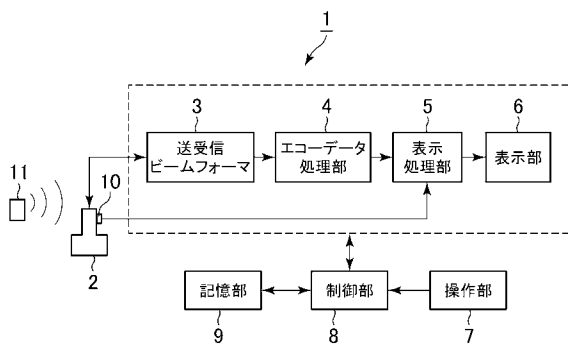 1
3
4
5
6
送受信
ビームフォーマ
エコーデータ
処理部
表示
処理部
表示部
11
10
2
記憶部
制御部
操作部
9
8
7